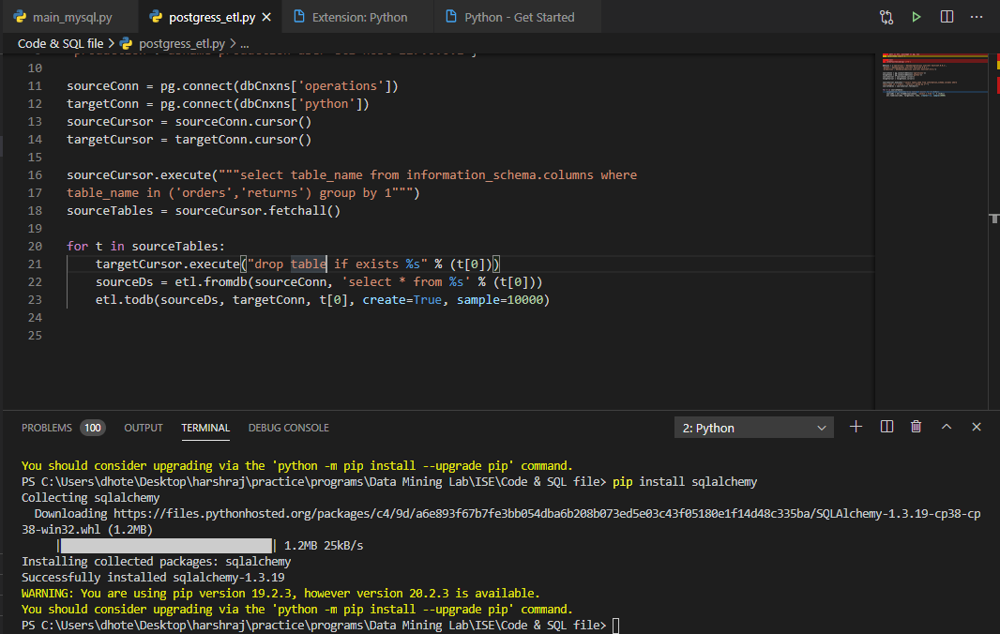 main_mysql.py postgress_etl.py Extension: Python Python - Get Started
Code & SQL file > postgress_etl.py > ...
10
11 sourceConn = pg.connect(dbCnxns['operations'])
12 targetConn = pg.connect(dbCnxns['python'])
13 sourceCursor = sourceConn.cursor()
14 targetCursor = targetConn.cursor()
15
16 sourceCursor.execute("""select table_name from information_schema.columns where
17 table_name in ('orders','returns') group by 1""")
18 sourceTables = sourceCursor.fetchall()
19
20 for t in sourceTables:
21 targetCursor.execute("drop table if exists %s" % (t[0]))
22 sourceDs = etl.fromdb(sourceConn, 'select * from %s' % (t[0]))
23 etl.todb(sourceDs, targetConn, t[0], create=True, sample=10000)
24
25
PROBLEMS 100 OUTPUT TERMINAL DEBUG CONSOLE 2: Python
You should consider upgrading via the 'python -m pip install --upgrade pip' command.
PS C:\Users\dhote\Desktop\harshraj\practice\programs\Data Mining Lab\ISE\Code & SQL file> pip install sqlalchemy
Collecting sqlalchemy
Downloading https://files.pythonhosted.org/packages/c4/9d/a6e893f67b7fe3bb054dba6b208b073ed5e03c43f05180e1f14d48c335ba/SQLAlchemy-1.3.19-cp38-cp
38-win32.whl (1.2MB)
| | 1.2MB 25kB/s
Installing collected packages: sqlalchemy
Successfully installed sqlalchemy-1.3.19
WARNING: You are using pip version 19.2.3, however version 20.2.3 is available.
You should consider upgrading via the 'python -m pip install --upgrade pip' command.
PS C:\Users\dhote\Desktop\harshraj\practice\programs\Data Mining Lab\ISE\Code & SQL file>